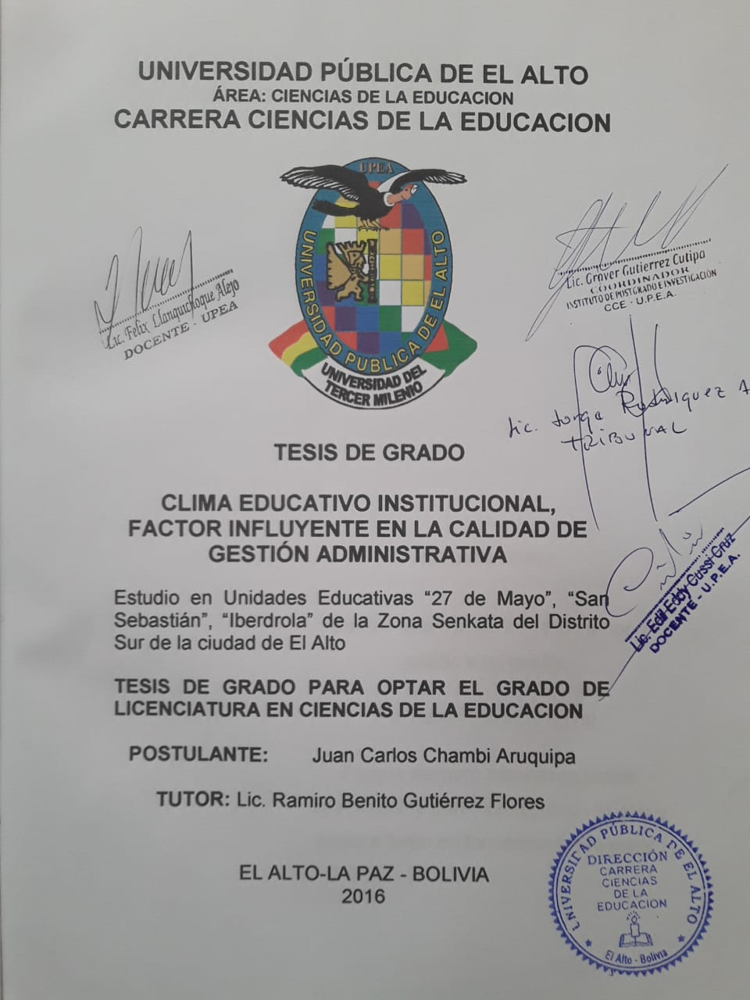 UNIVERSIDAD PÚBLICA DE EL ALTO
ÁREA: CIENCIAS DE LA EDUCACION
CARRERA CIENCIAS DE LA EDUCACION
UPEA
UNIVERSIDAD PUBLICA DE EL ALTO
UNIVERSIDAD DEL
TERCER MILENIO
Lic. Felix Llanquichoque Alejo
DOCENTE - UPEA
Lic. Grover Gutierrez Cutipa
COORDINADOR
INSTITUTO DE POSTGRADO E INVESTIGACIÓN
CCE - U.P.E.A.
Lic. Jorge Rodriguez A
TRIBUNAL
TESIS DE GRADO
CLIMA EDUCATIVO INSTITUCIONAL,
FACTOR INFLUYENTE EN LA CALIDAD DE
GESTIÓN ADMINISTRATIVA
Lic. Edil Eddy Cussi Cruz
DOCENTE - U.P.E.A.
Estudio en Unidades Educativas “27 de Mayo”, “San
Sebastián”, “Iberdrola” de la Zona Senkata del Distrito
Sur de la ciudad de El Alto
TESIS DE GRADO PARA OPTAR EL GRADO DE
LICENCIATURA EN CIENCIAS DE LA EDUCACION
POSTULANTE: Juan Carlos Chambi Aruquipa
TUTOR: Lic. Ramiro Benito Gutiérrez Flores
EL ALTO-LA PAZ - BOLIVIA
2016
UNIVERSIDAD PÚBLICA DE EL ALTO
DIRECCIÓN
CARRERA
CIENCIAS
DE LA
EDUCACION
El Alto - Bolivia